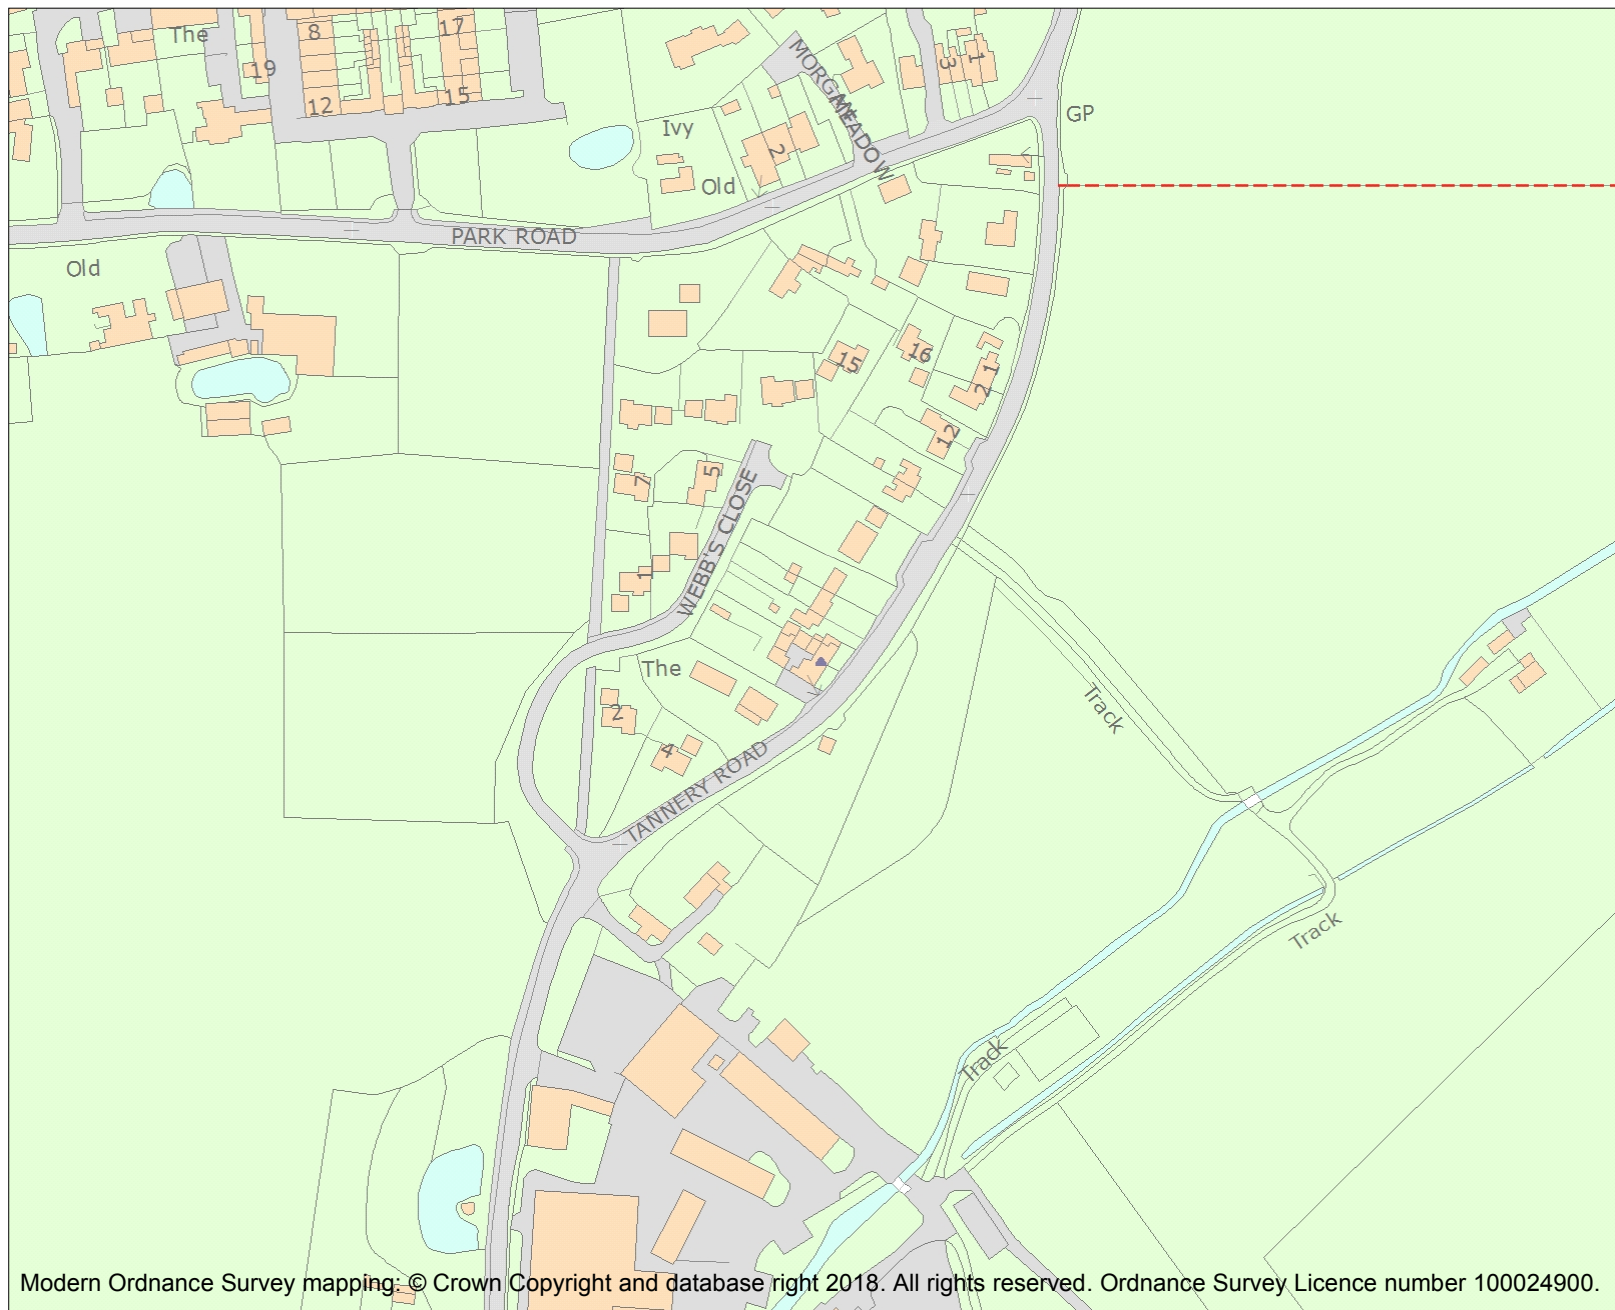 The
8
17
19
12
15
MORGAN MEADOW
3
1
GP
Ivy
2
Old
PARK ROAD
Old
15
16
2 1
12
7
5
WEBB'S CLOSE
1
The
2
4
TANNERY ROAD
Track
Track
Track
Modern Ordnance Survey mapping: © Crown Copyright and database right 2018. All rights reserved. Ordnance Survey Licence number 100024900.